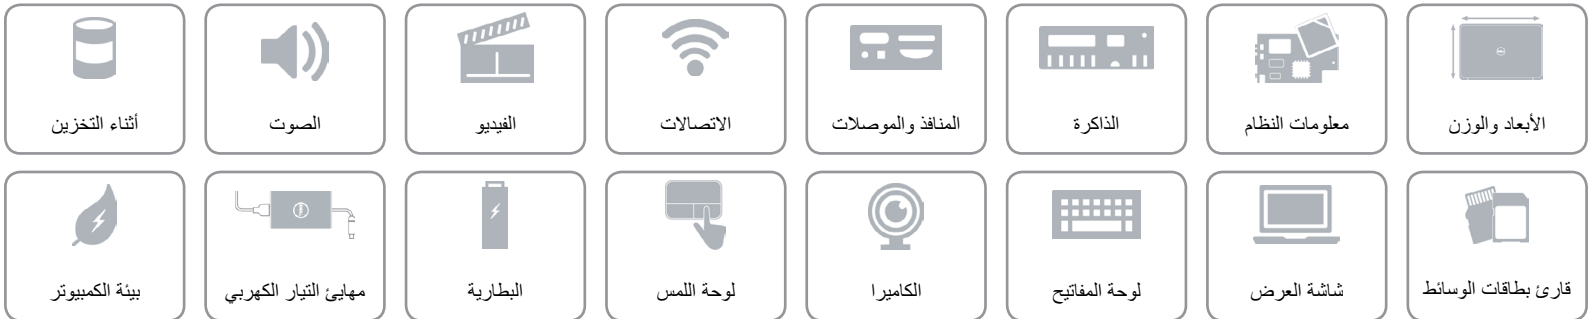 الأبعاد والوزن
معلومات النظام
الذاكرة
المنافذ والموصلات
الاتصالات
الفيديو
الصوت
أثناء التخزين
قارئ بطاقات الوسائط
شاشة العرض
لوحة المفاتيح
الكاميرا
لوحة اللمس
البطارية
مهايئ التيار الكهربي
بيئة الكمبيوتر